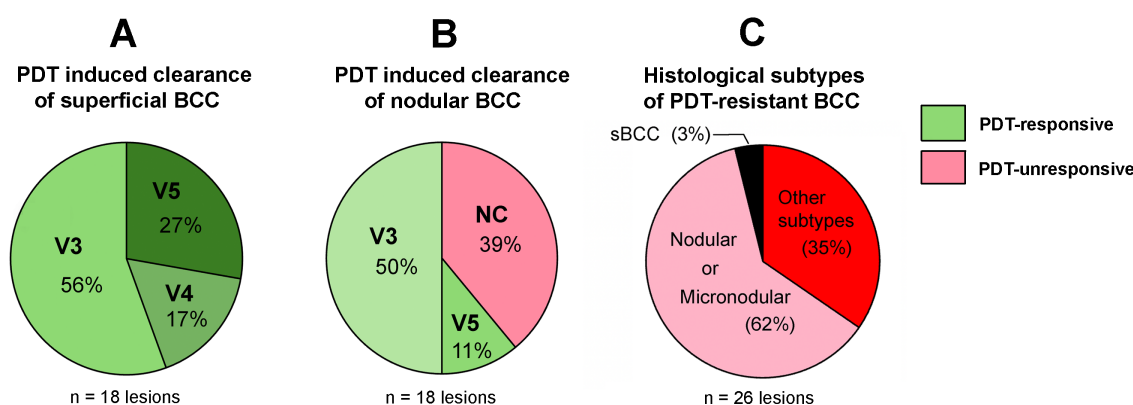 A
PDT induced clearance
of superficial BCC
V5
27%
V3
56%
V4
17%
n = 18 lesions
B
PDT induced clearance
of nodular BCC
NC
39%
V3
50%
V5
11%
n = 18 lesions
C
Histological subtypes
of PDT-resistant BCC
sBCC (3%)
Other
subtypes
(35%)
Nodular
or
Micronodular
(62%)
n = 26 lesions
PDT-responsive
PDT-unresponsive